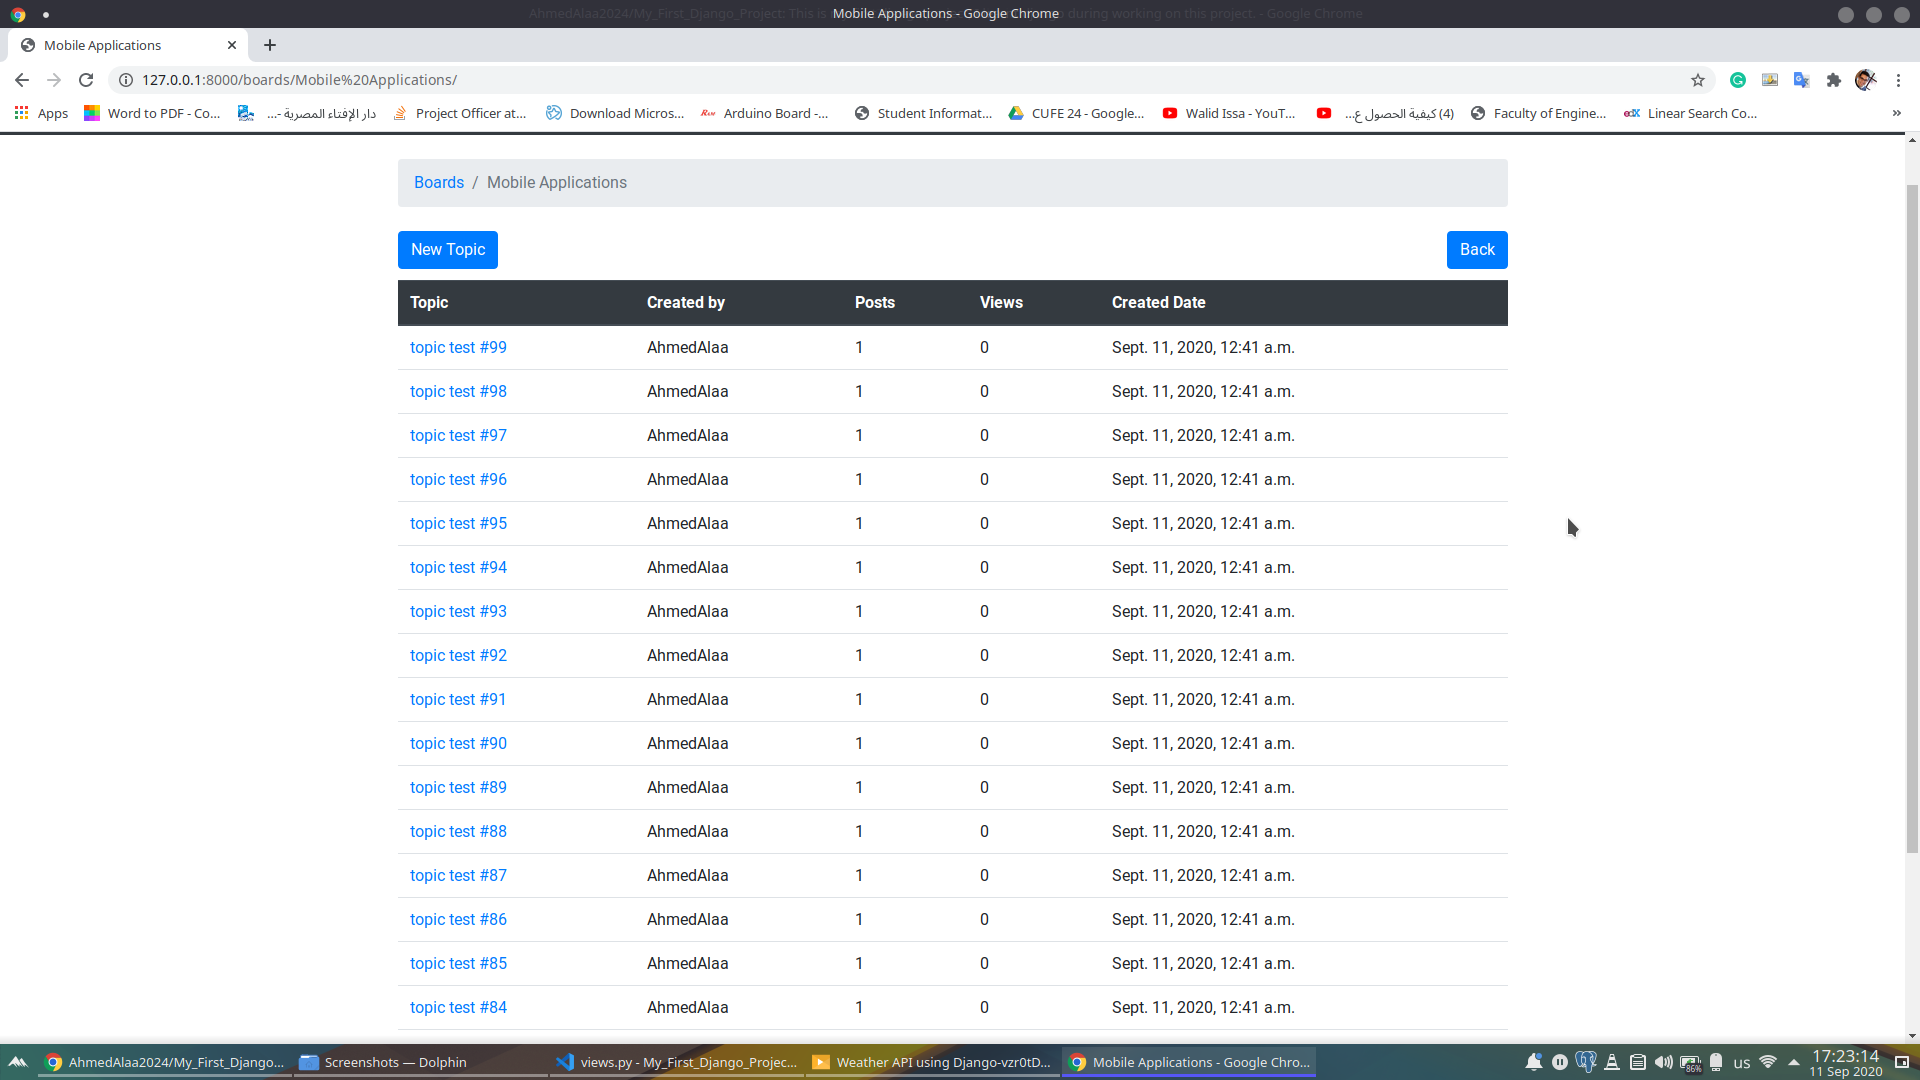 Mobile Applications - Google Chrome
Mobile Applications
127.0.0.1:8000/boards/Mobile%20Applications/
Apps Word to PDF - Co... دار الإفتاء المصرية -... Project Officer at... Download Micros... Arduino Board -... Student Informat... CUFE 24 - Google... Walid Issa - YouT... (4) كيفية الحصول ع... Faculty of Engine... edX Linear Search Co... »
Boards / Mobile Applications
New Topic Back
Topic Created by Posts Views Created Date
topic test #99 AhmedAlaa 1 0 Sept. 11, 2020, 12:41 a.m.
topic test #98 AhmedAlaa 1 0 Sept. 11, 2020, 12:41 a.m.
topic test #97 AhmedAlaa 1 0 Sept. 11, 2020, 12:41 a.m.
topic test #96 AhmedAlaa 1 0 Sept. 11, 2020, 12:41 a.m.
topic test #95 AhmedAlaa 1 0 Sept. 11, 2020, 12:41 a.m.
topic test #94 AhmedAlaa 1 0 Sept. 11, 2020, 12:41 a.m.
topic test #93 AhmedAlaa 1 0 Sept. 11, 2020, 12:41 a.m.
topic test #92 AhmedAlaa 1 0 Sept. 11, 2020, 12:41 a.m.
topic test #91 AhmedAlaa 1 0 Sept. 11, 2020, 12:41 a.m.
topic test #90 AhmedAlaa 1 0 Sept. 11, 2020, 12:41 a.m.
topic test #89 AhmedAlaa 1 0 Sept. 11, 2020, 12:41 a.m.
topic test #88 AhmedAlaa 1 0 Sept. 11, 2020, 12:41 a.m.
topic test #87 AhmedAlaa 1 0 Sept. 11, 2020, 12:41 a.m.
topic test #86 AhmedAlaa 1 0 Sept. 11, 2020, 12:41 a.m.
topic test #85 AhmedAlaa 1 0 Sept. 11, 2020, 12:41 a.m.
topic test #84 AhmedAlaa 1 0 Sept. 11, 2020, 12:41 a.m.
AhmedAlaa2024/My_First_Django... Screenshots — Dolphin views.py - My_First_Django_Projec... Weather API using Django-vzr0tD... Mobile Applications - Google Chro... 86% us 17:23:14
11 Sep 2020